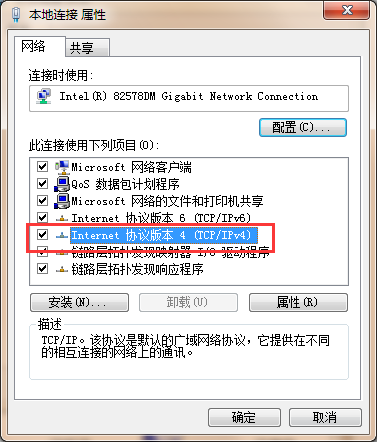 本地连接 属性
网络
共享
连接时使用:
Intel(R) 82578DM Gigabit Network Connection
配置(C)...
此连接使用下列项目(O):
Microsoft 网络客户端
QoS 数据包计划程序
Microsoft 网络的文件和打印机共享
Internet 协议版本 6 (TCP/IPv6)
Internet 协议版本 4 (TCP/IPv4)
链路层拓扑发现映射器 I/O 驱动程序
链路层拓扑发现响应程序
安装(N)...
卸载(U)
属性(R)
描述
TCP/IP。该协议是默认的广域网络协议，它提供在不同
的相互连接的网络上的通讯。
确定
取消